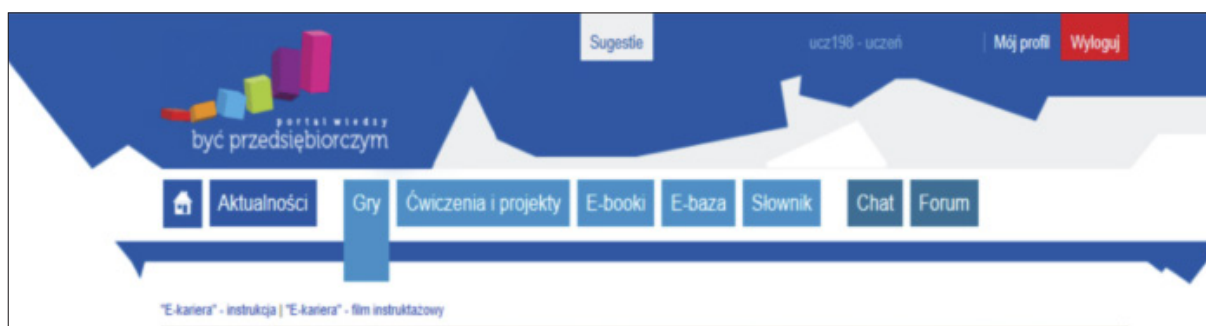 Sugestie
ucz198 - uczeń
Mój profil
Wyloguj
portal wiedzy
być przedsiębiorczym
Aktualności
Gry
Ćwiczenia i projekty
E-booki
E-baza
Słownik
Chat
Forum
"E-kariera" - instrukcja | "E-kariera" - film instruktażowy